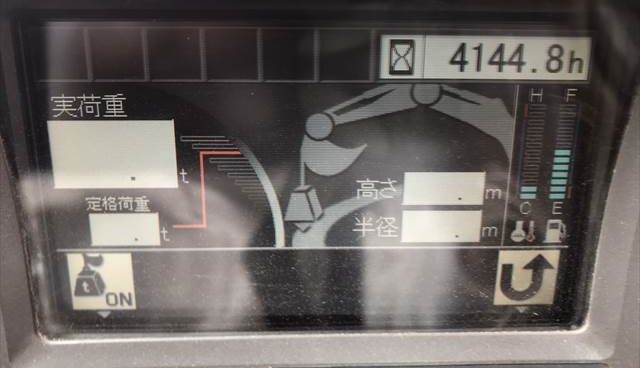 4144.8h
実荷重
. t
定格荷重
. t
高さ . m
半径 . m
H F
C E
t
ON